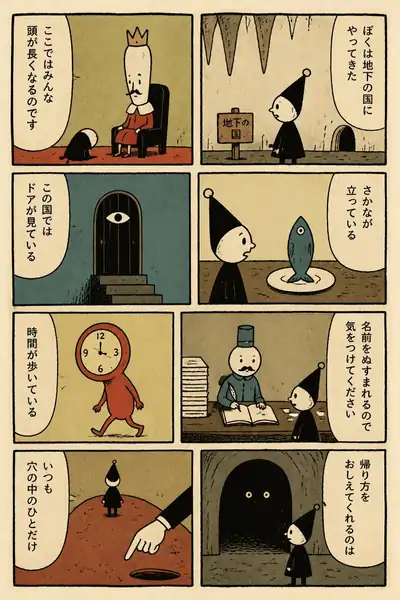 ぼくは地下の国に
やってきた
地下の
国
ここではみんな
頭が長くなるのです
さかなが
立っている
この国では
ドアが見ている
名前をぬすまれるので
気をつけてください
時間が歩いている
12
3
6
9
帰り方を
おしえてくれるのは
いつも
穴の中のひとだけ